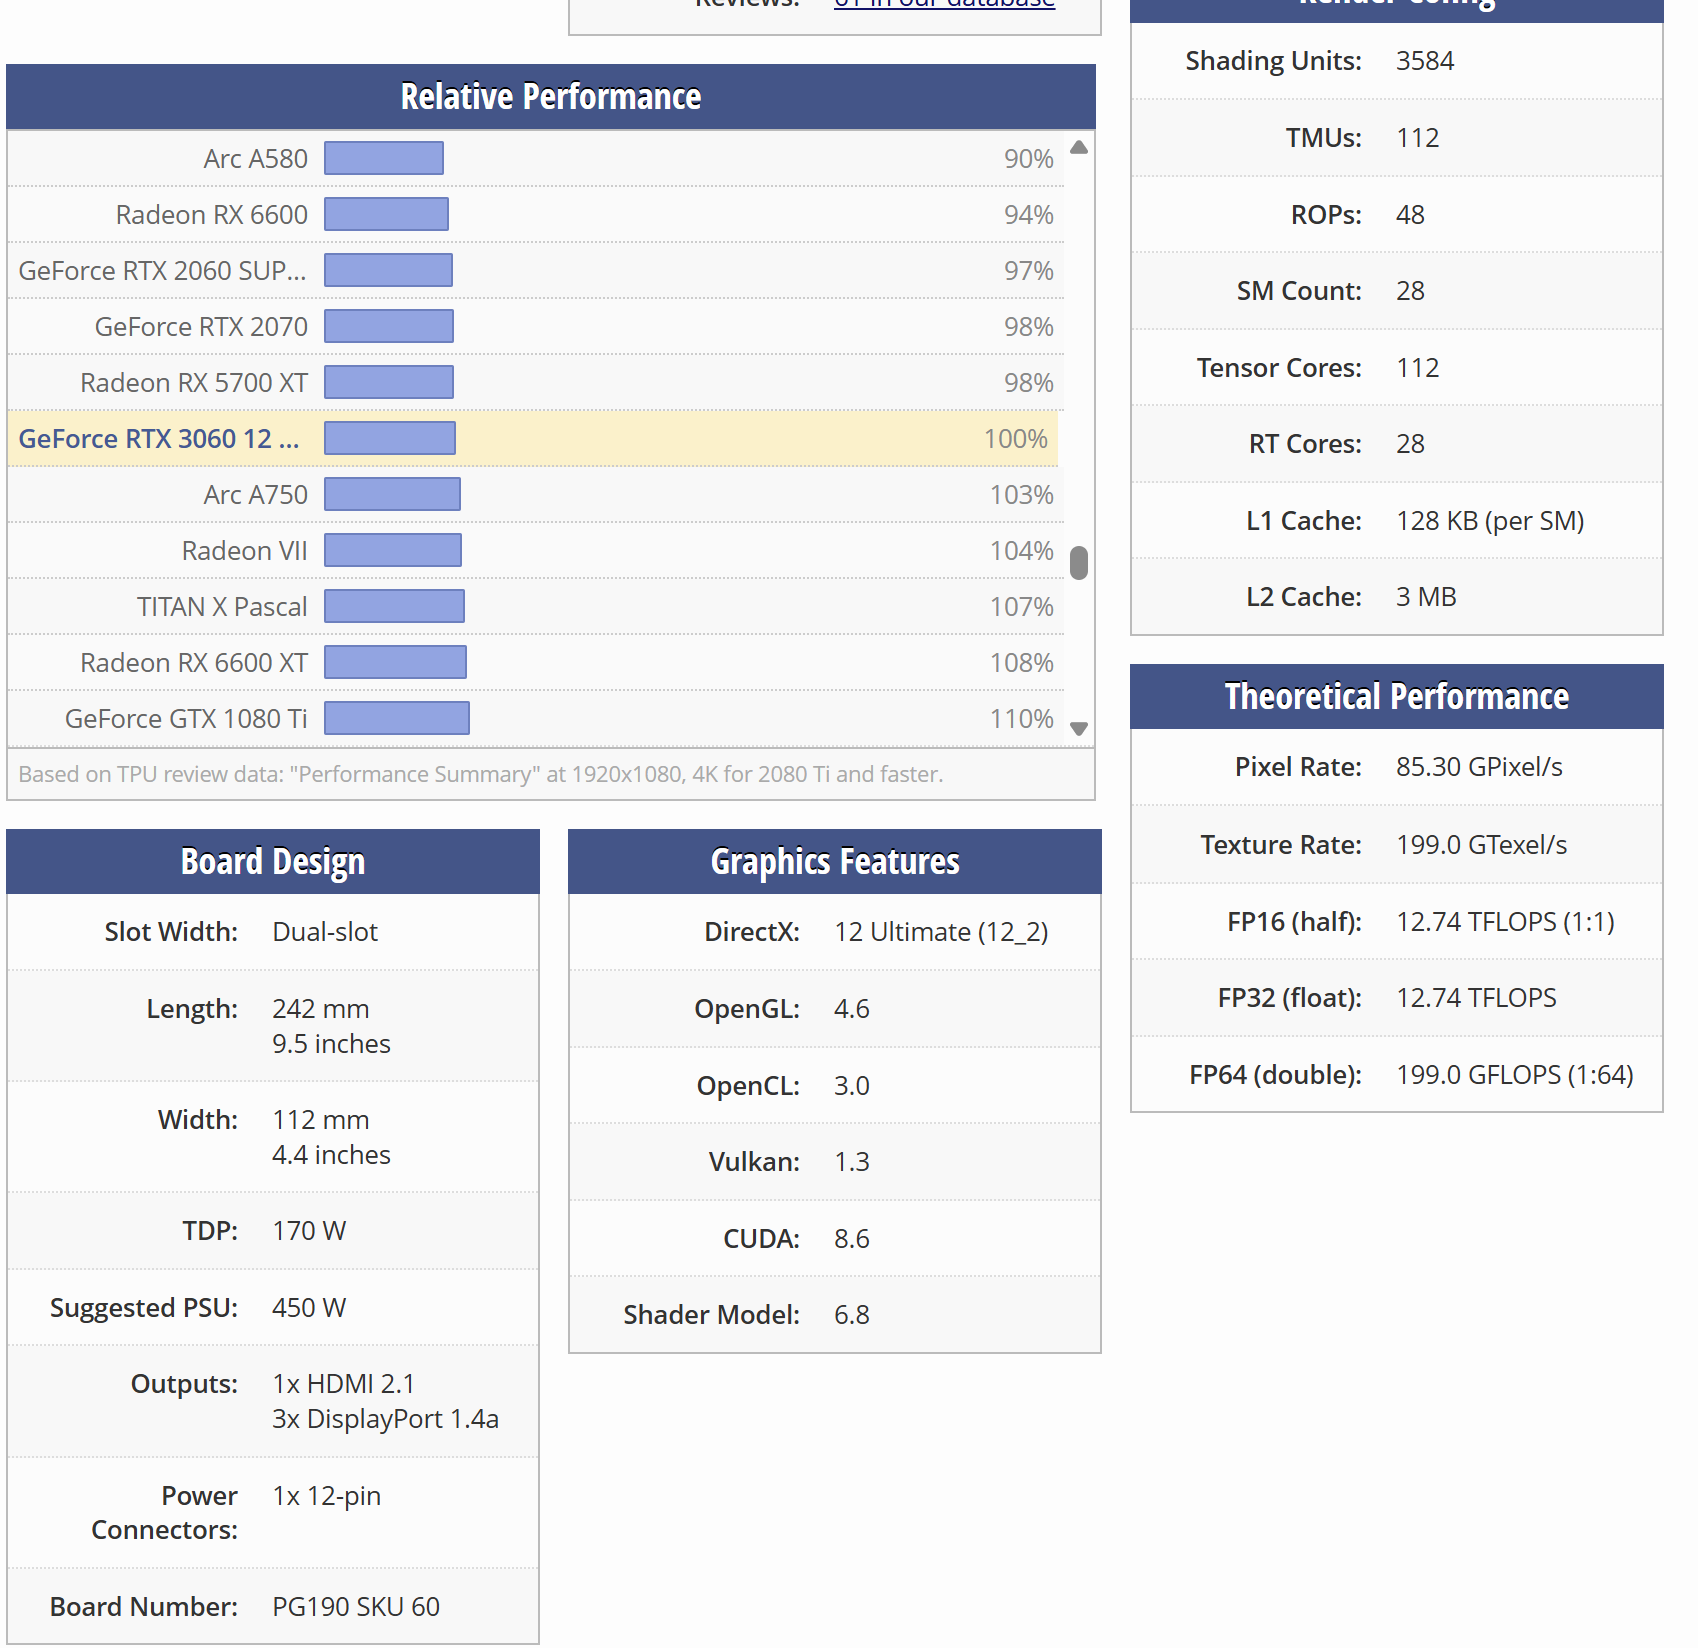 Reviews: 61 in our database
Relative Performance
Arc A580 90%
Radeon RX 6600 94%
GeForce RTX 2060 SUP... 97%
GeForce RTX 2070 98%
Radeon RX 5700 XT 98%
GeForce RTX 3060 12 ... 100%
Arc A750 103%
Radeon VII 104%
TITAN X Pascal 107%
Radeon RX 6600 XT 108%
GeForce GTX 1080 Ti 110%
Based on TPU review data: "Performance Summary" at 1920x1080, 4K for 2080 Ti and faster.
Board Design
Slot Width: Dual-slot
Length: 242 mm
9.5 inches
Width: 112 mm
4.4 inches
TDP: 170 W
Suggested PSU: 450 W
Outputs: 1x HDMI 2.1
3x DisplayPort 1.4a
Power 1x 12-pin
Connectors:
Board Number: PG190 SKU 60
Graphics Features
DirectX: 12 Ultimate (12_2)
OpenGL: 4.6
OpenCL: 3.0
Vulkan: 1.3
CUDA: 8.6
Shader Model: 6.8
Render Config
Shading Units: 3584
TMUs: 112
ROPs: 48
SM Count: 28
Tensor Cores: 112
RT Cores: 28
L1 Cache: 128 KB (per SM)
L2 Cache: 3 MB
Theoretical Performance
Pixel Rate: 85.30 GPixel/s
Texture Rate: 199.0 GTexel/s
FP16 (half): 12.74 TFLOPS (1:1)
FP32 (float): 12.74 TFLOPS
FP64 (double): 199.0 GFLOPS (1:64)